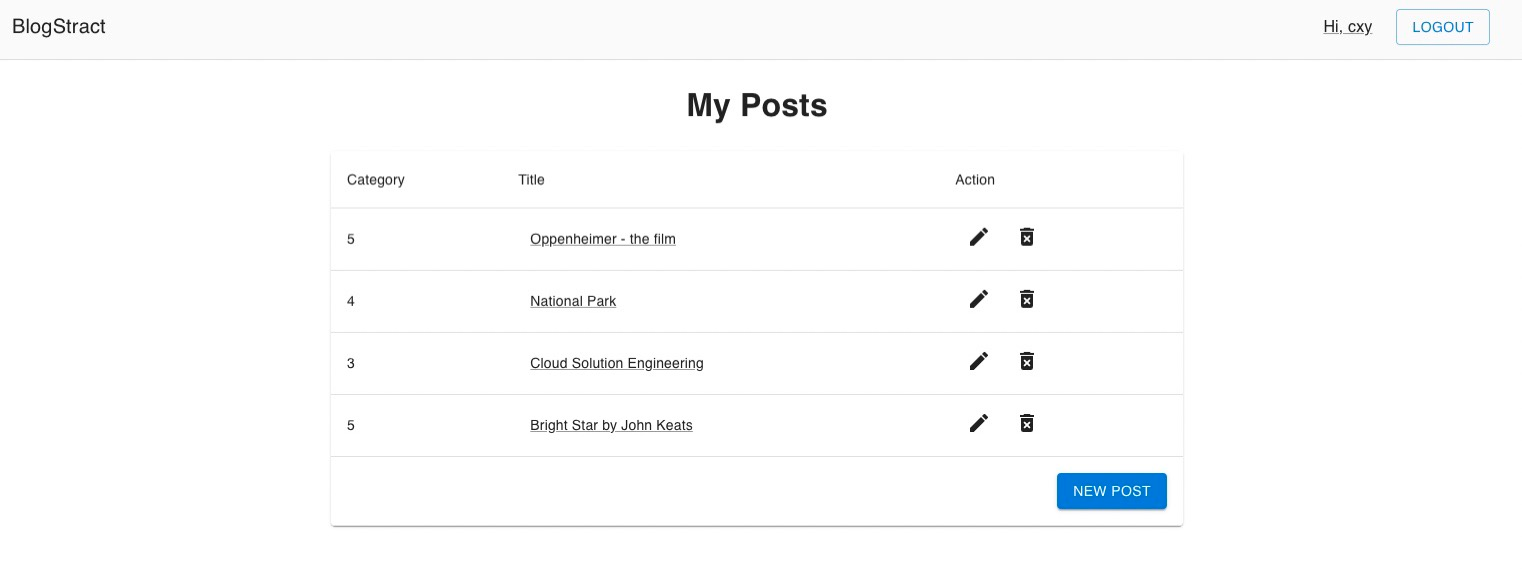 BlogStract
Hi, cxy
LOGOUT
My Posts
Category Title Action
5 Oppenheimer - the film
4 National Park
3 Cloud Solution Engineering
5 Bright Star by John Keats
NEW POST